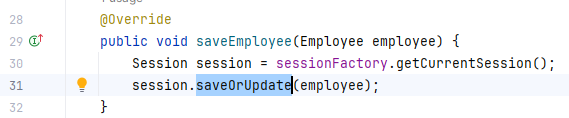 28 @Override
29 public void saveEmployee(Employee employee) {
30 Session session = sessionFactory.getCurrentSession();
31 session.saveOrUpdate(employee);
32 }